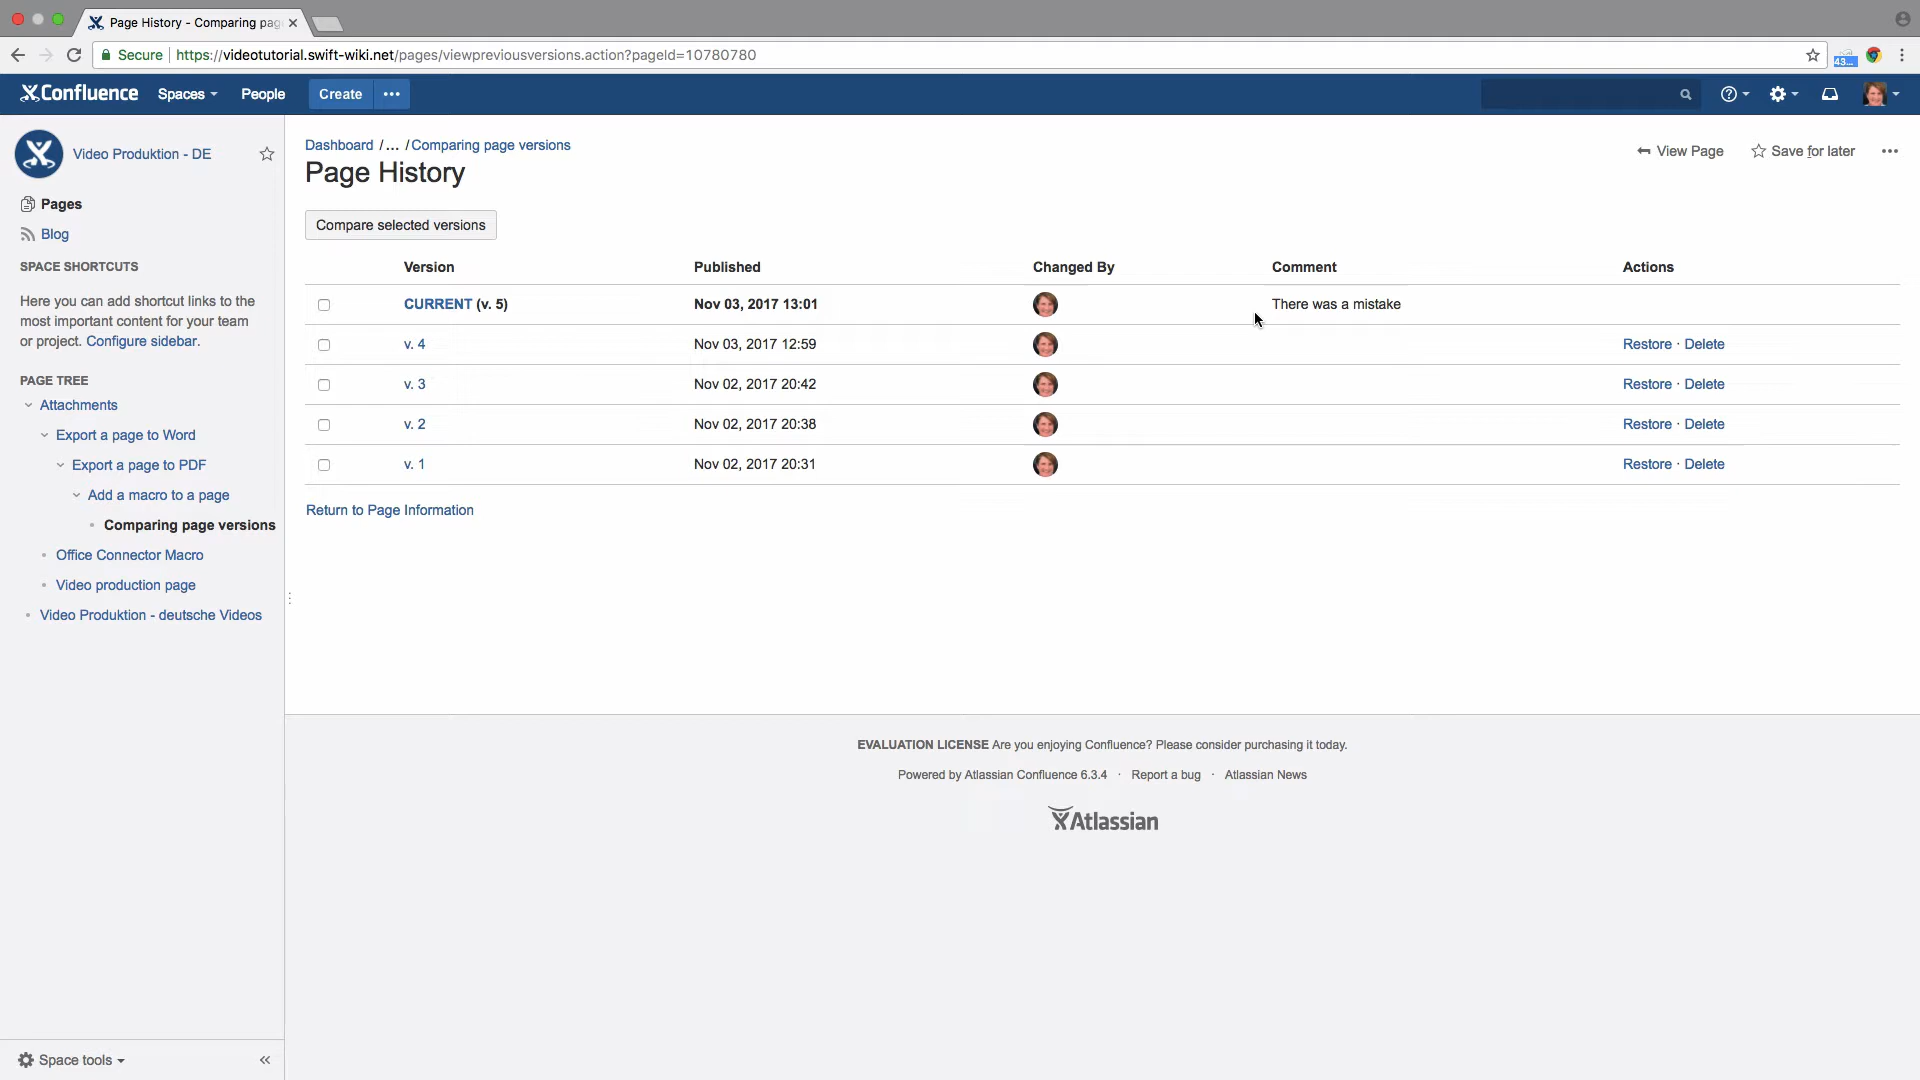 Page History - Comparing pag
Secure | https://videotutorial.swift-wiki.net/pages/viewpreviousversions.action?pageId=10780780
43...
Confluence Spaces People Create ···
Video Produktion - DE
Pages
Blog
SPACE SHORTCUTS
Here you can add shortcut links to the
most important content for your team
or project. Configure sidebar.
PAGE TREE
Attachments
Export a page to Word
Export a page to PDF
Add a macro to a page
Comparing page versions
Office Connector Macro
Video production page
Video Produktion - deutsche Videos
Space tools
Dashboard /... /Comparing page versions
View Page Save for later ···
Page History
Compare selected versions
Version Published Changed By Comment Actions
CURRENT (v. 5) Nov 03, 2017 13:01 There was a mistake
v. 4 Nov 03, 2017 12:59 Restore · Delete
v. 3 Nov 02, 2017 20:42 Restore · Delete
v. 2 Nov 02, 2017 20:38 Restore · Delete
v. 1 Nov 02, 2017 20:31 Restore · Delete
Return to Page Information
EVALUATION LICENSE Are you enjoying Confluence? Please consider purchasing it today.
Powered by Atlassian Confluence 6.3.4 · Report a bug · Atlassian News
Atlassian